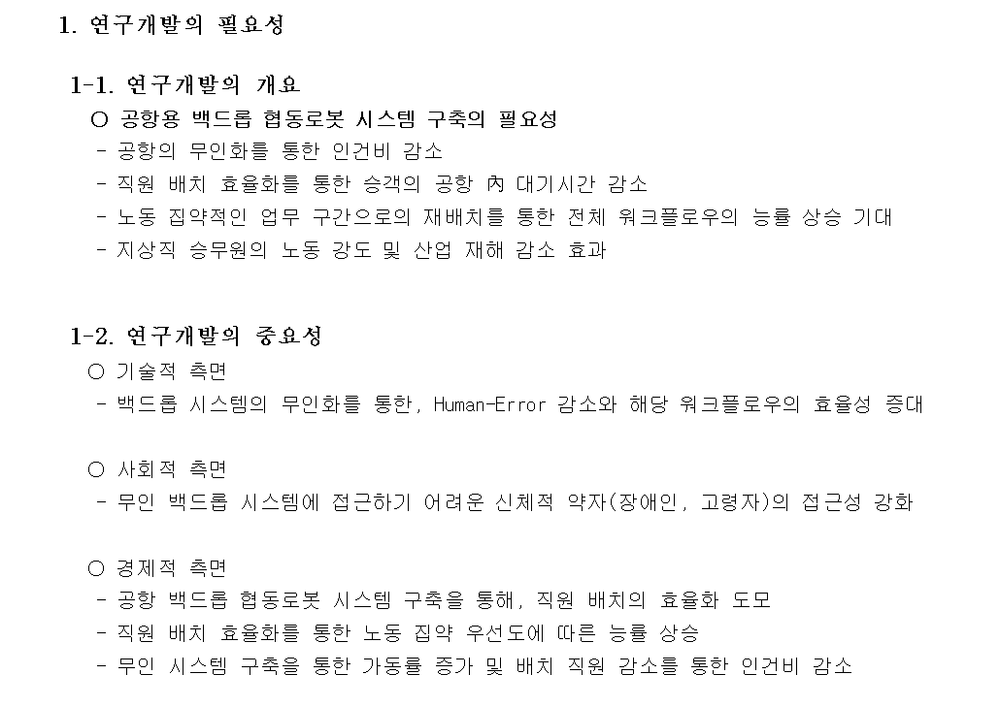 1. 연구개발의 필요성
1-1. 연구개발의 개요
○ 공항용 백드롭 협동로봇 시스템 구축의 필요성
- 공항의 무인화를 통한 인건비 감소
- 직원 배치 효율화를 통한 승객의 공항 內 대기시간 감소
- 노동 집약적인 업무 구간으로의 재배치를 통한 전체 워크플로우의 능률 상승 기대
- 지상직 승무원의 노동 강도 및 산업 재해 감소 효과
1-2. 연구개발의 중요성
○ 기술적 측면
- 백드롭 시스템의 무인화를 통한, Human-Error 감소와 해당 워크플로우의 효율성 증대
○ 사회적 측면
- 무인 백드롭 시스템에 접근하기 어려운 신체적 약자(장애인, 고령자)의 접근성 강화
○ 경제적 측면
- 공항 백드롭 협동로봇 시스템 구축을 통해, 직원 배치의 효율화 도모
- 직원 배치 효율화를 통한 노동 집약 우선도에 따른 능률 상승
- 무인 시스템 구축을 통한 가동률 증가 및 배치 직원 감소를 통한 인건비 감소